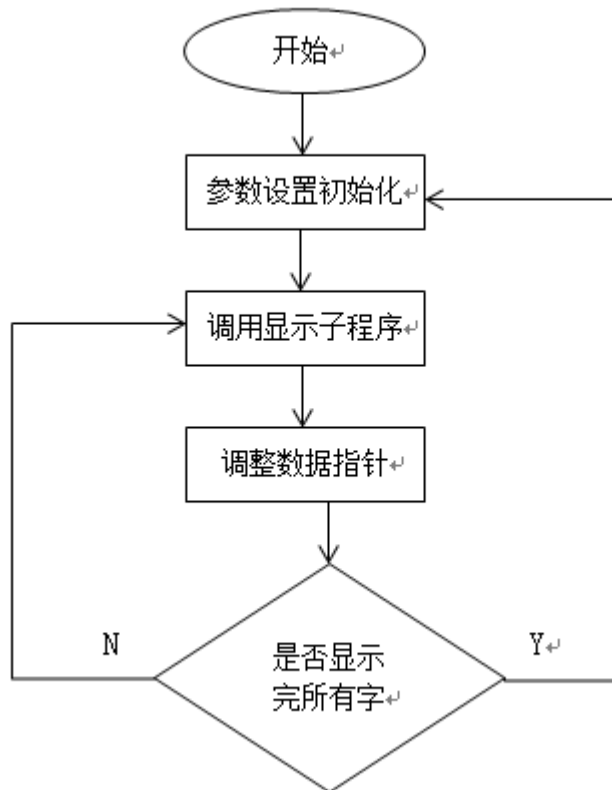 开始
参数设置初始化
调用显示子程序
调整数据指针
N
Y
是否显示
完所有字